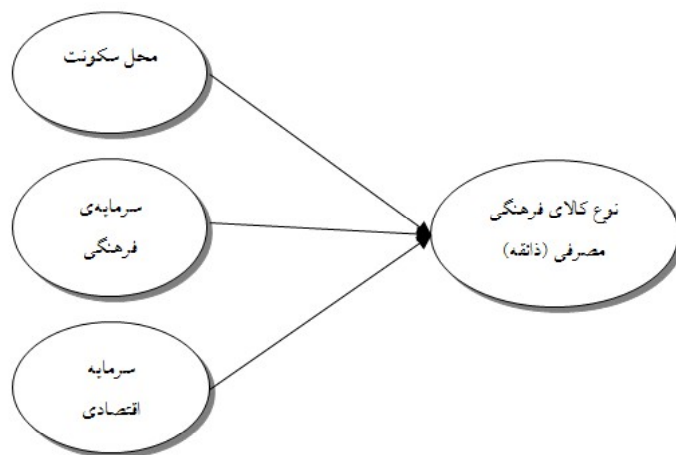 محل سکونت
سرمایه‌ی
فرهنگی
سرمایه
اقتصادی
نوع کالای فرهنگی
مصرفی (ذائقه)